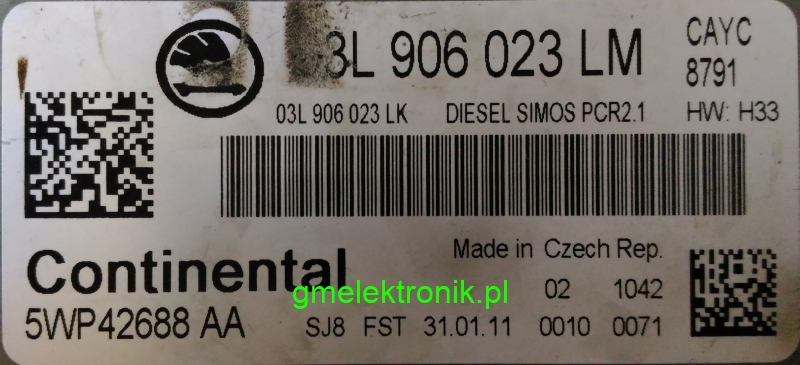 03L 906 023 LM
CAYC
8791
03L 906 023 LK DIESEL SIMOS PCR2.1 HW: H33
Continental
Made in Czech Rep.
gmelektronik.pl
02 1042
5WP42688 AA
SJ8 FST 31.01.11 0010 0071